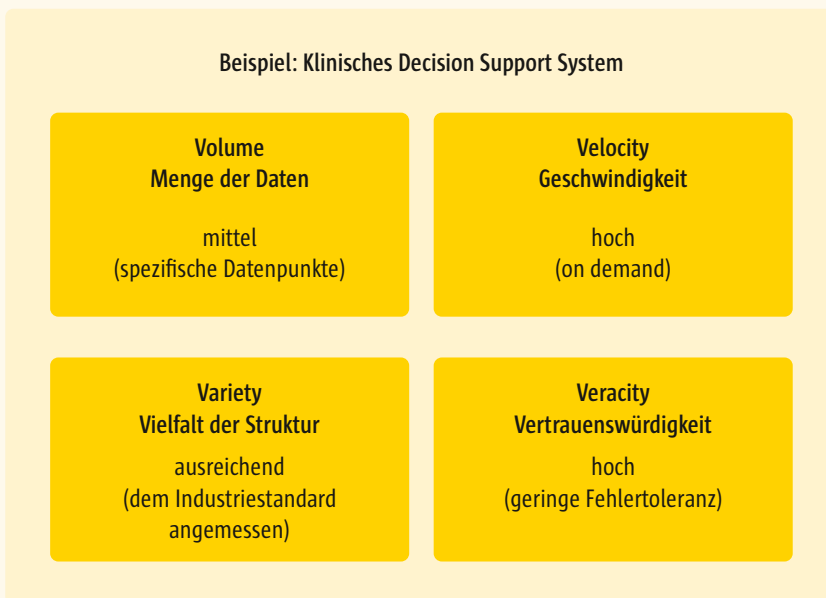 Beispiel: Klinisches Decision Support System
Volume
Menge der Daten
mittel
(spezifische Datenpunkte)
Velocity
Geschwindigkeit
hoch
(on demand)
Variety
Vielfalt der Struktur
ausreichend
(dem Industriestandard
angemessen)
Veracity
Vertrauenswürdigkeit
hoch
(geringe Fehlertoleranz)